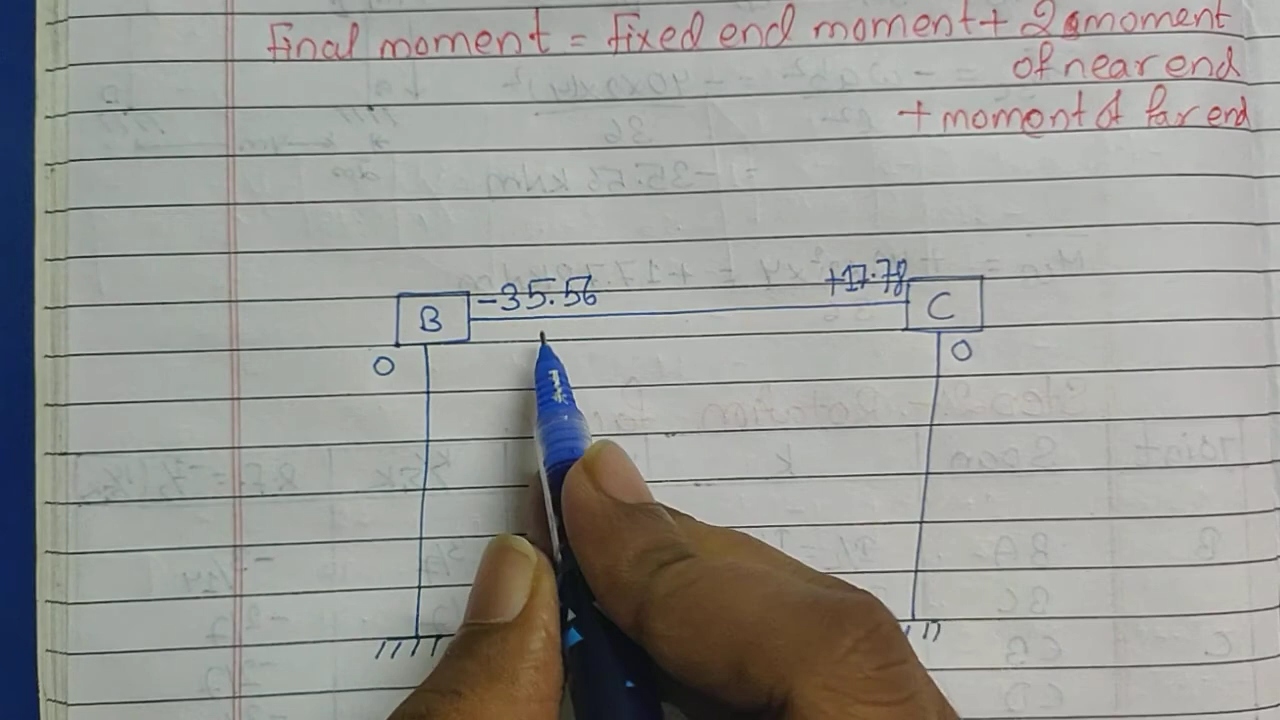 Final moment = fixed end moment + 2 moment
of near end
+ moment of far end
-35.56
+17.78
B
C
0
0